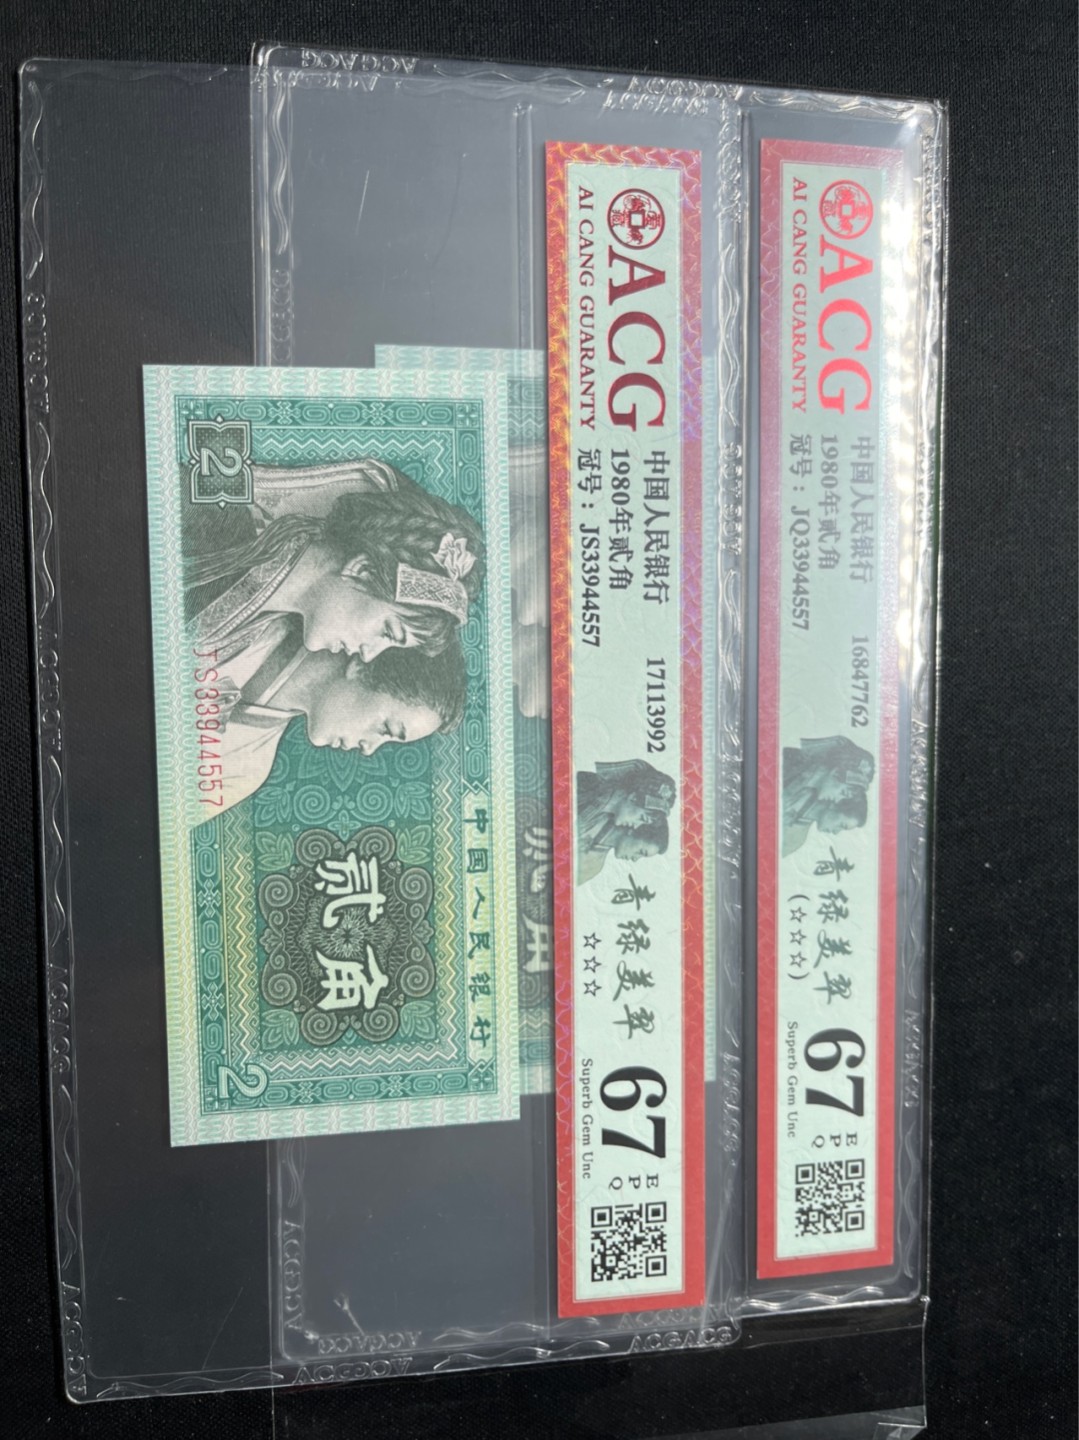 ACG
AI CANG GUARANTY
中国人民银行
1980年贰角
冠号：JQ33944557
16847762
青绿美翠
(☆☆☆)
67
EPQ
Superb Gem Unc
ACG
AI CANG GUARANTY
中国人民银行
1980年贰角
冠号：JS33944557
17113992
青绿美翠
☆☆☆
67
EPQ
Superb Gem Unc
中国人民银行
2
贰角
JS33944557
2